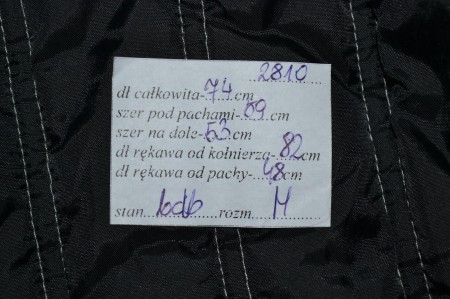 2810
dł całkowita-74cm
szer pod pachami-59cm
szer na dole-53cm
dł rękawa od kołnierza-82cm
dł rękawa od pachy-48cm
stan bdb rozm. M